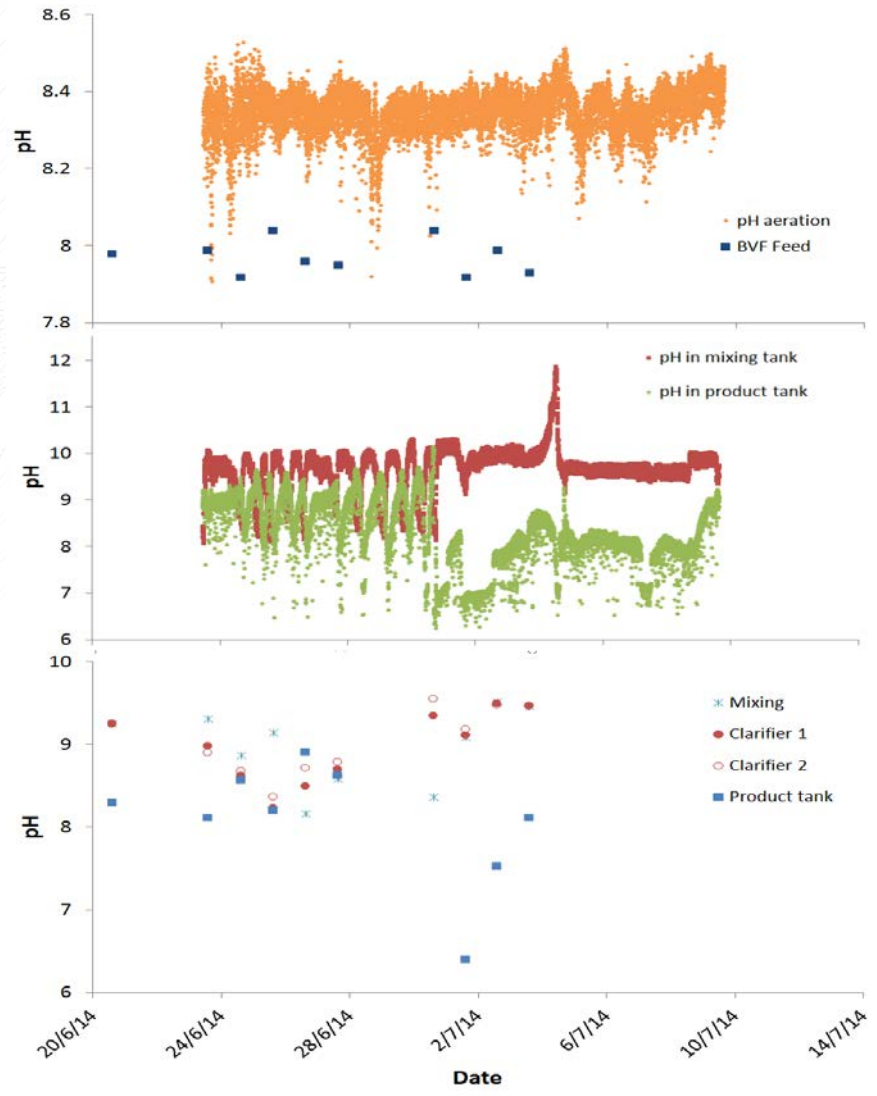 8.6
8.4
8.2
8
7.8
pH
pH aeration
BVF Feed
12
11
10
9
8
7
6
pH
pH in mixing tank
pH in product tank
10
9
8
7
6
pH
Mixing
Clarifier 1
Clarifier 2
Product tank
20/6/14
24/6/14
28/6/14
2/7/14
6/7/14
10/7/14
14/7/14
Date